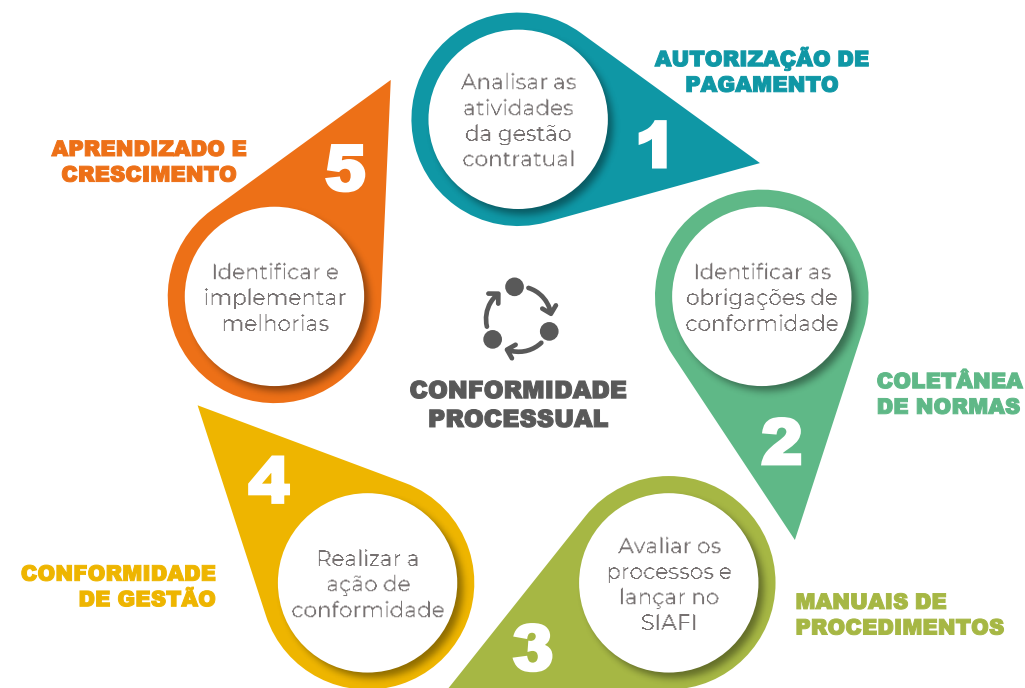 AUTORIZAÇÃO DE
PAGAMENTO
1
Analisar as
atividades
da gestão
contratual
COLETÂNEA
DE NORMAS
2
Identificar as
obrigações de
conformidade
MANUAIS DE
PROCEDIMENTOS
3
Avaliar os
processos e
lançar no
SIAFI
CONFORMIDADE
DE GESTÃO
4
Realizar a
ação de
conformidade
APRENDIZADO E
CRESCIMENTO
5
Identificar e
implementar
melhorias
CONFORMIDADE
PROCESSUAL